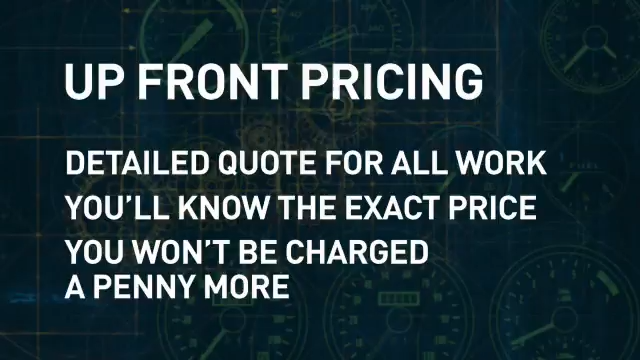 UP FRONT PRICING
DETAILED QUOTE FOR ALL WORK
YOU'LL KNOW THE EXACT PRICE
YOU WON'T BE CHARGED
A PENNY MORE